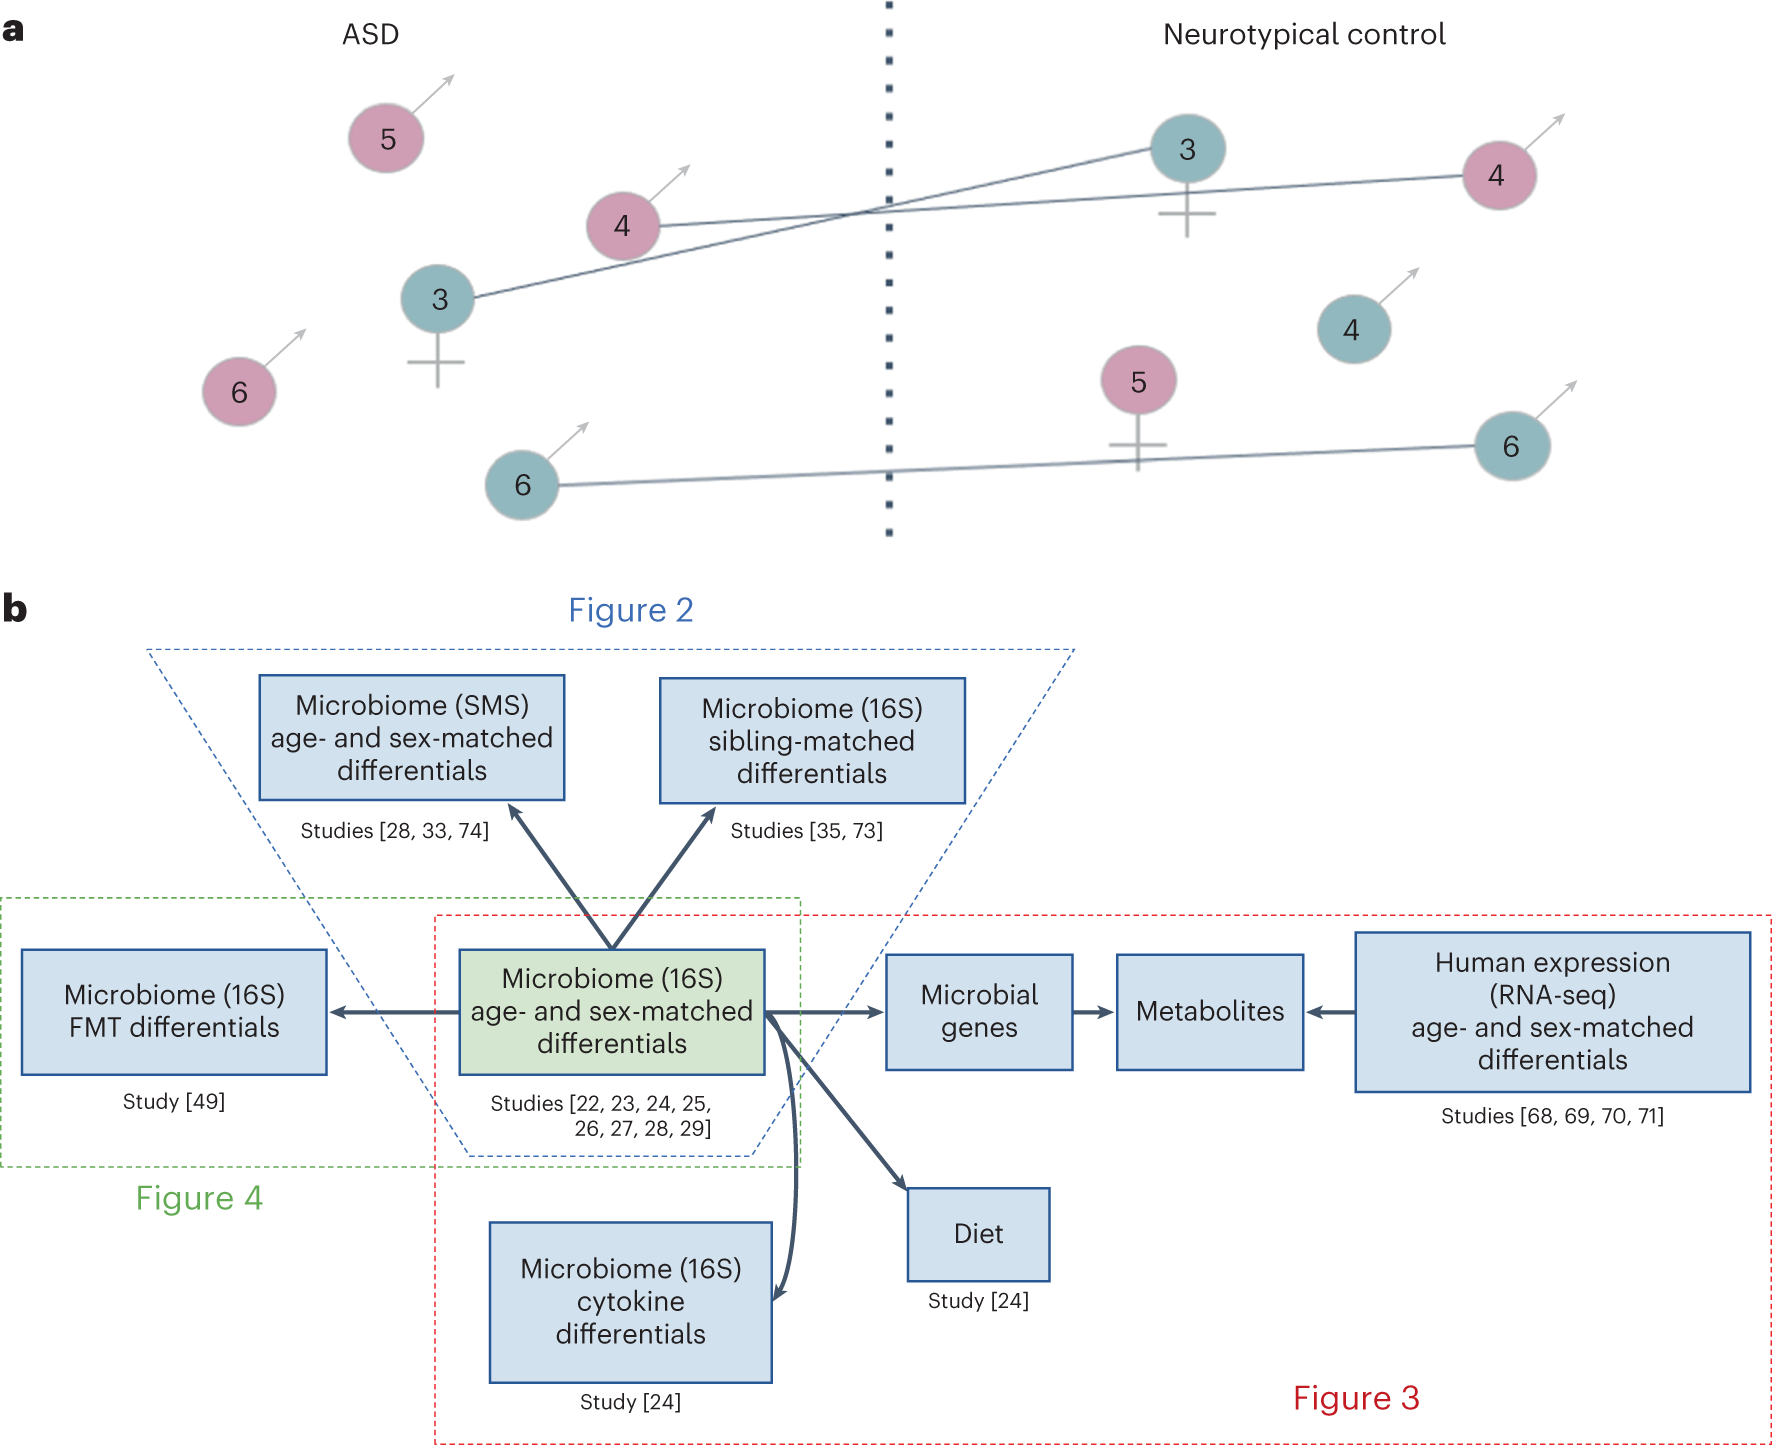 a
ASD
Neurotypical control
5
3
4
4
3
4
5
6
6
6
b
Figure 2
Microbiome (SMS)
age- and sex-matched
differentials
Studies [28, 33, 74]
Microbiome (16S)
sibling-matched
differentials
Studies [35, 73]
Microbiome (16S)
FMT differentials
Study [49]
Figure 4
Microbiome (16S)
age- and sex-matched
differentials
Studies [22, 23, 24, 25,
26, 27, 28, 29]
Microbial
genes
Metabolites
Human expression
(RNA-seq)
age- and sex-matched
differentials
Studies [68, 69, 70, 71]
Diet
Study [24]
Microbiome (16S)
cytokine
differentials
Study [24]
Figure 3